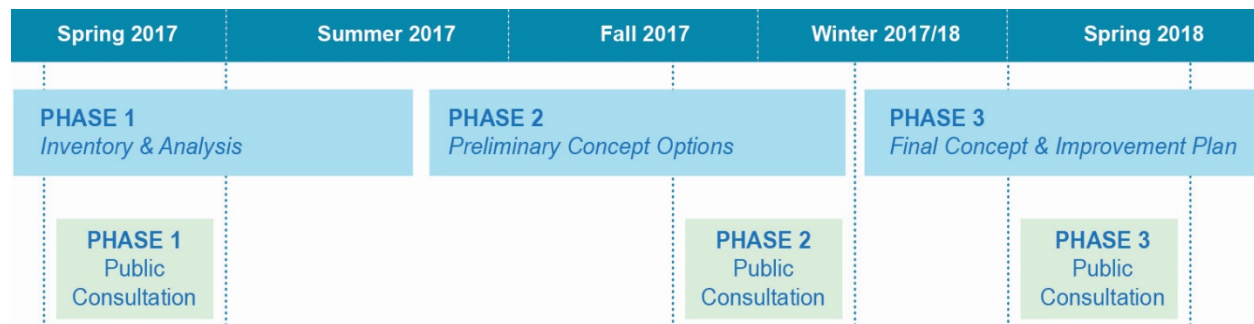 Spring 2017
Summer 2017
Fall 2017
Winter 2017/18
Spring 2018
PHASE 1
Inventory & Analysis
PHASE 2
Preliminary Concept Options
PHASE 3
Final Concept & Improvement Plan
PHASE 1
Public
Consultation
PHASE 2
Public
Consultation
PHASE 3
Public
Consultation